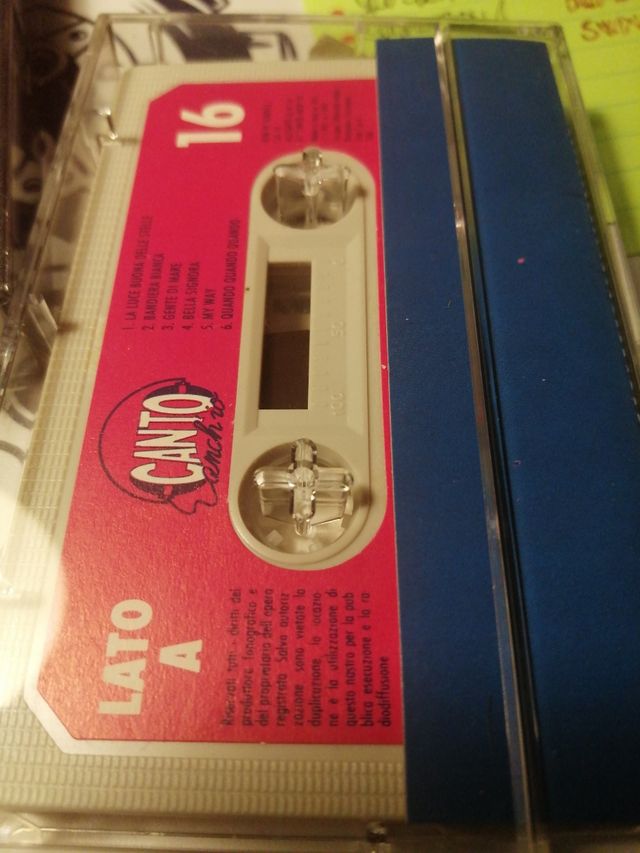 LATO
A
CANTO
anch'io
16
1. LA LUCE BUONA DELLE STELLE
2. BANDIERA BIANCA
3. GENTE DI MARE
4. BELLA SIGNORA
5. MY WAY
6. QUANDO QUANDO QUANDO
Riservati tutti i diritti del
produttore fonografico e
del proprietario dell'opera
registrata. Salvo autoriz
zazione sono vietate la
duplicazione, la locazio
ne e la utilizzazione di
questo nastro per la pub
blica esecuzione e la ra
diodiffusione
100
50